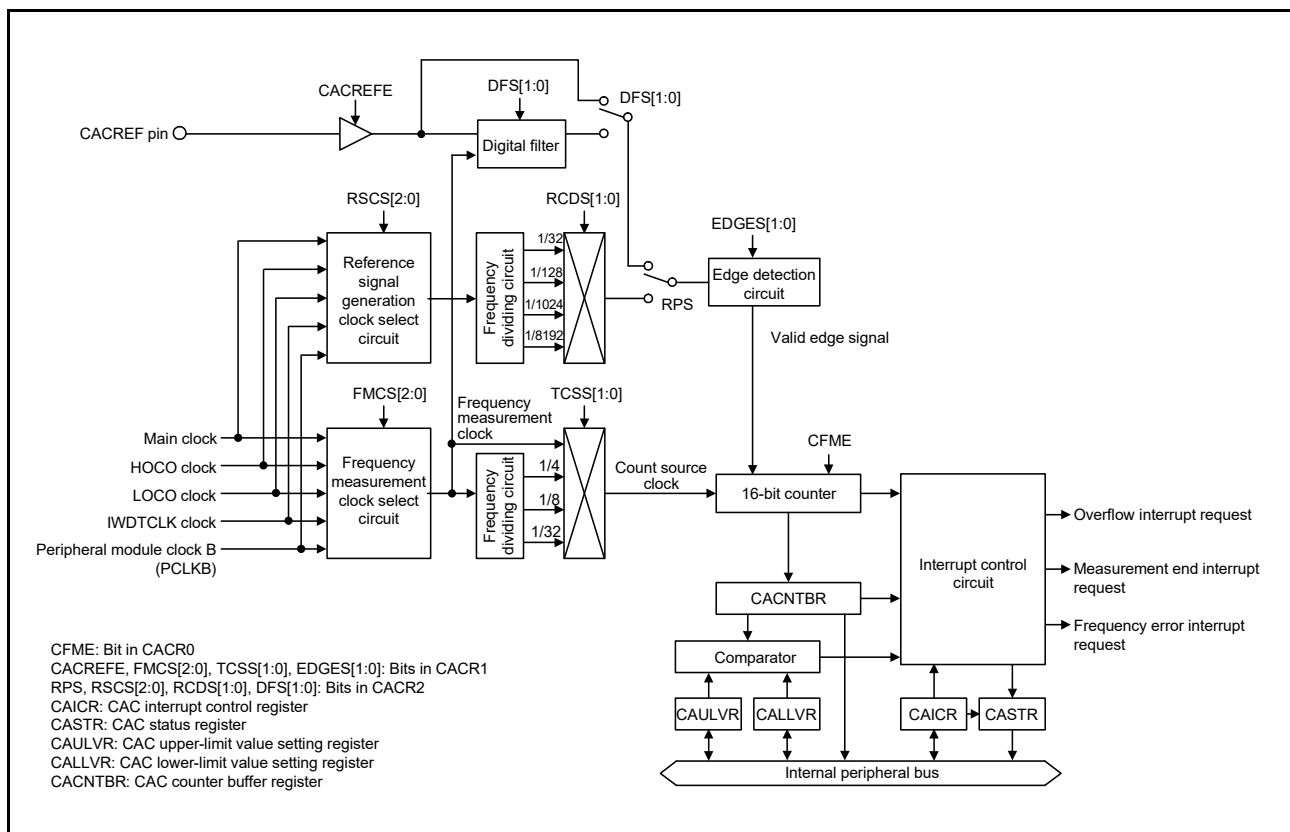 CACREFE
DFS[1:0]
DFS[1:0]
CACREF pin
Digital filter
RSCS[2:0]
RCDS[1:0]
EDGES[1:0]
Reference
signal
generation
clock select
circuit
Frequency
dividing circuit
1/32
1/128
1/1024
1/8192
RPS
Edge detection
circuit
Valid edge signal
FMCS[2:0]
Frequency
measurement
clock
TCSS[1:0]
Main clock
HOCO clock
LOCO clock
IWDTCLK clock
Peripheral module clock B
(PCLKB)
Frequency
measurement
clock select
circuit
Frequency
dividing circuit
1/4
1/8
1/32
Count source
clock
CFME
16-bit counter
Interrupt control
circuit
Overflow interrupt request
Measurement end interrupt
request
Frequency error interrupt
request
CACNTBR
Comparator
CAULVR
CALLVR
CAICR
CASTR
Internal peripheral bus
CFME: Bit in CACR0
CACREFE, FMCS[2:0], TCSS[1:0], EDGES[1:0]: Bits in CACR1
RPS, RSCS[2:0], RCDS[1:0], DFS[1:0]: Bits in CACR2
CAICR: CAC interrupt control register
CASTR: CAC status register
CAULVR: CAC upper-limit value setting register
CALLVR: CAC lower-limit value setting register
CACNTBR: CAC counter buffer register